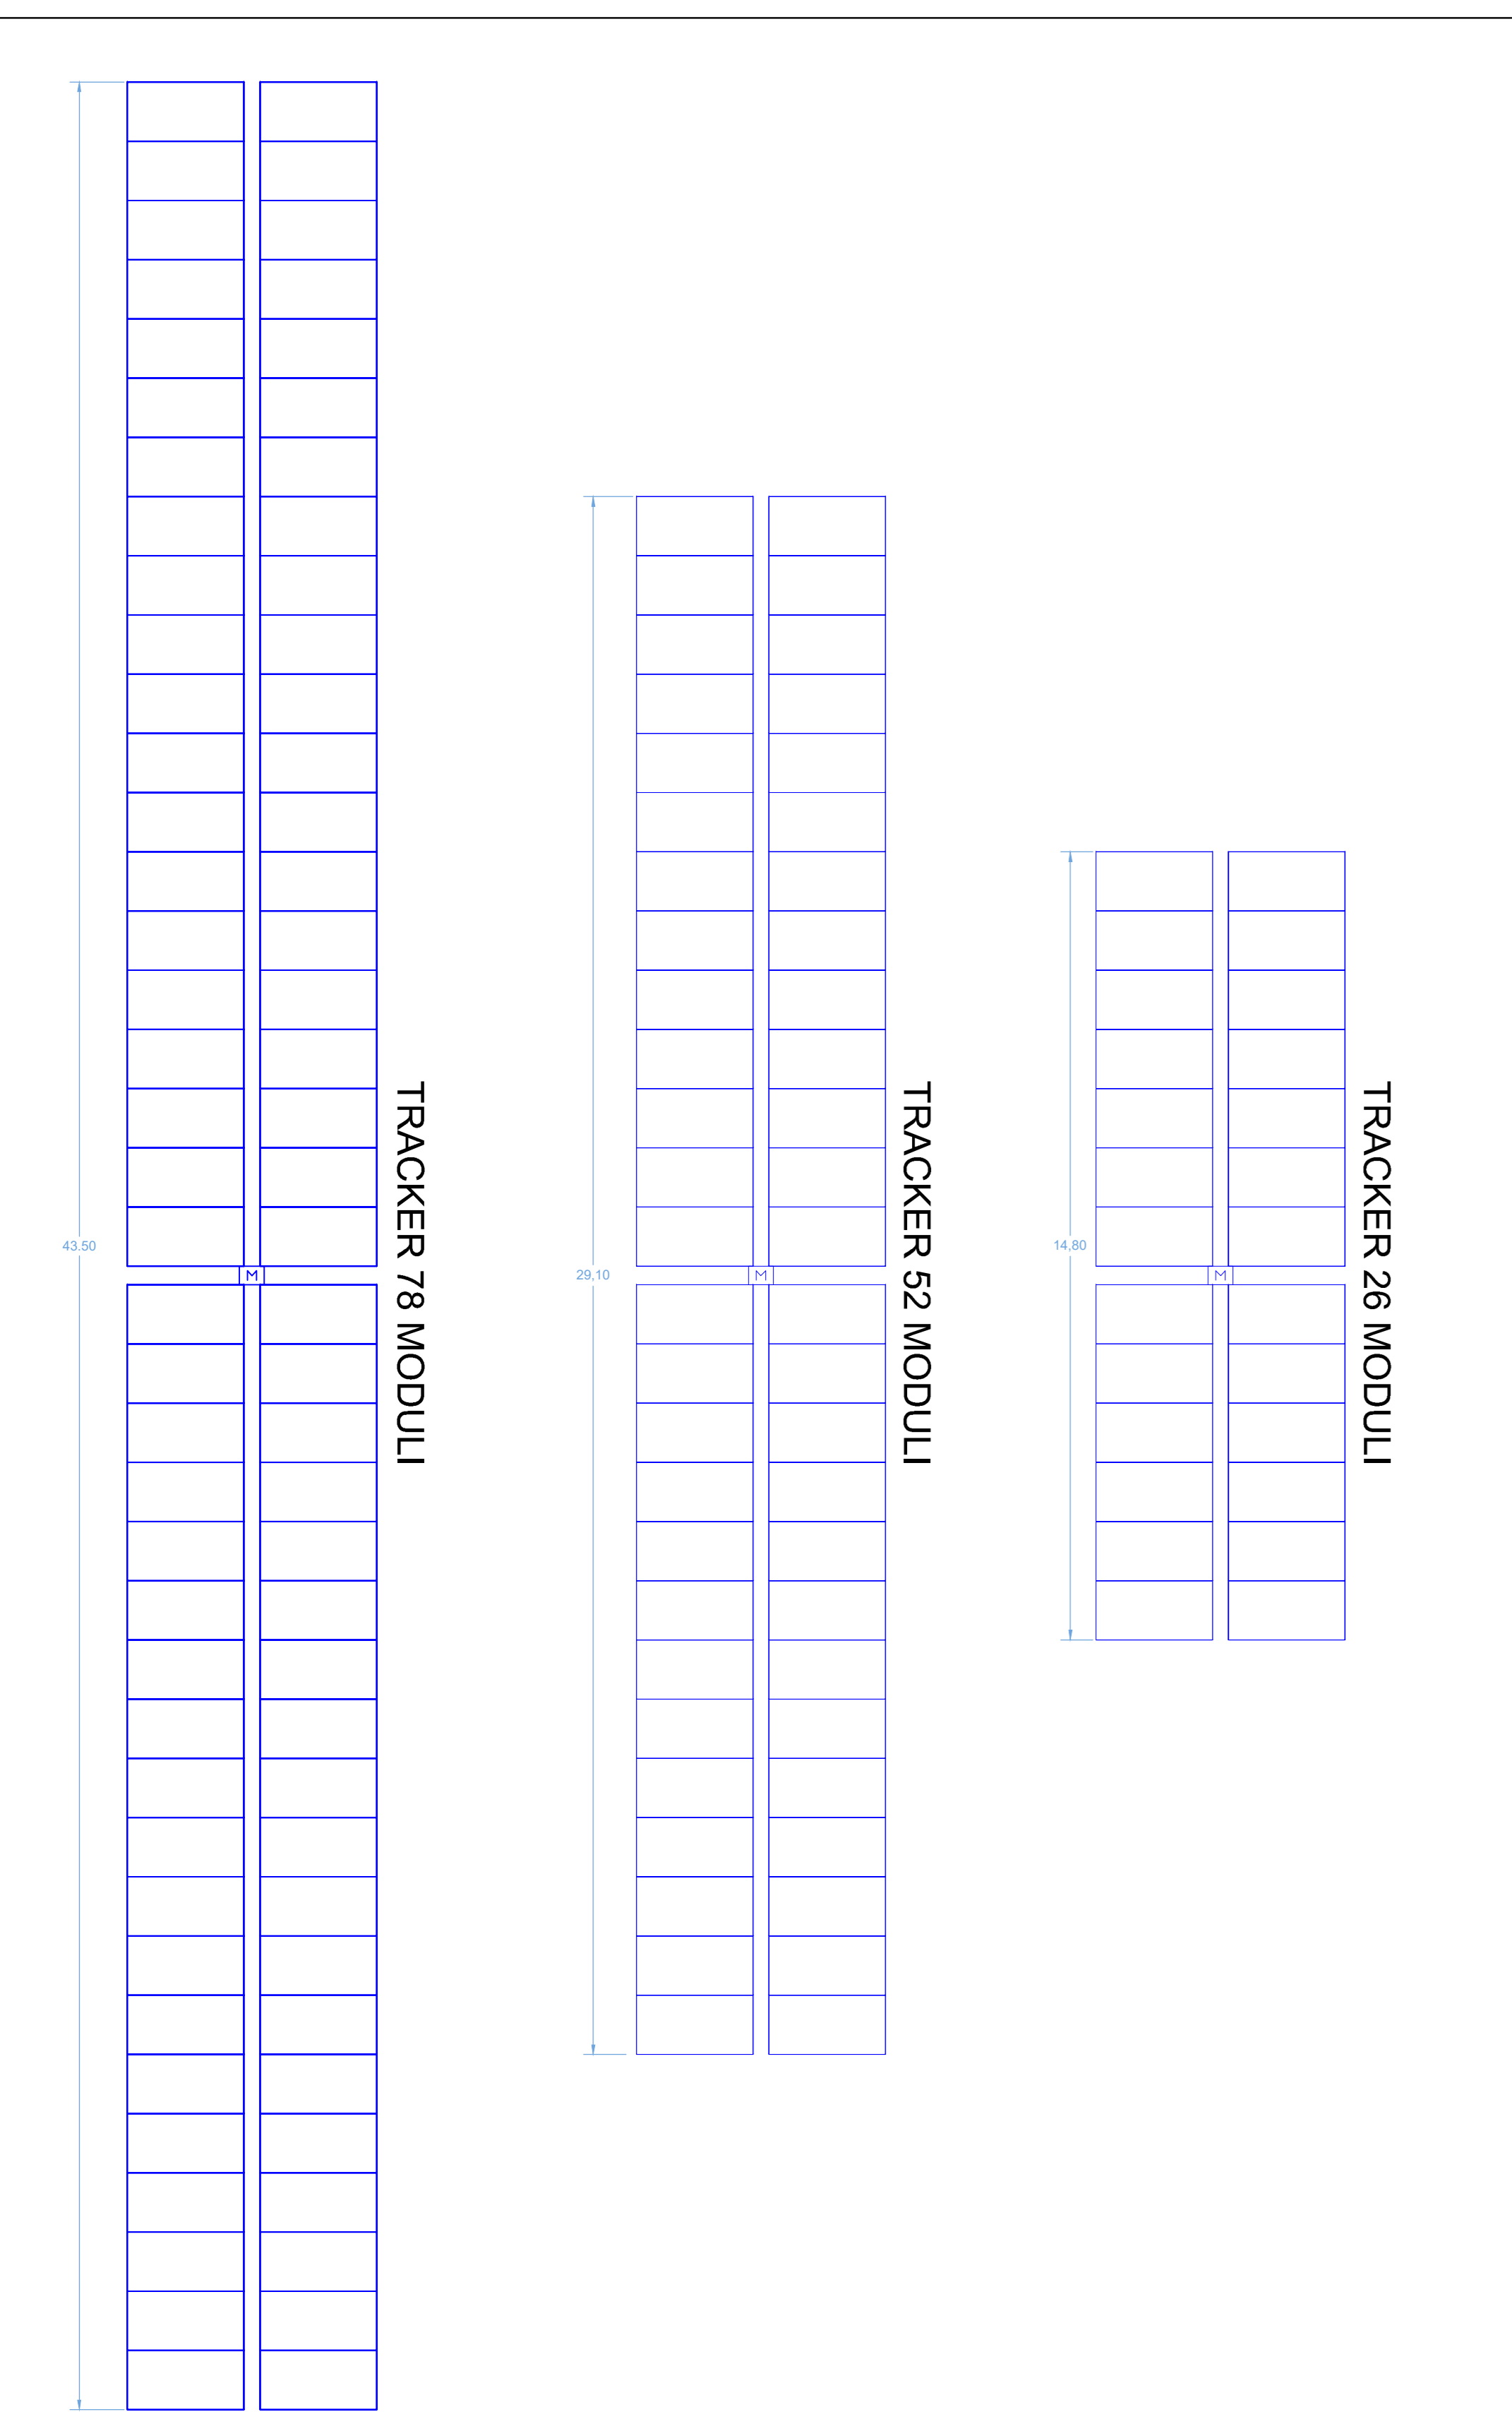 43.50
M
TRACKER 78 MODULI
29,10
M
TRACKER 52 MODULI
14,80
M
TRACKER 26 MODULI